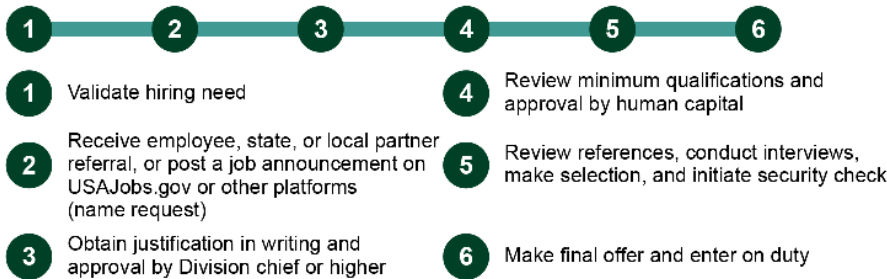 1 2 3 4 5 6
1 Validate hiring need
2 Receive employee, state, or local partner
referral, or post a job announcement on
USAJobs.gov or other platforms
(name request)
3 Obtain justification in writing and
approval by Division chief or higher
4 Review minimum qualifications and
approval by human capital
5 Review references, conduct interviews,
make selection, and initiate security check
6 Make final offer and enter on duty